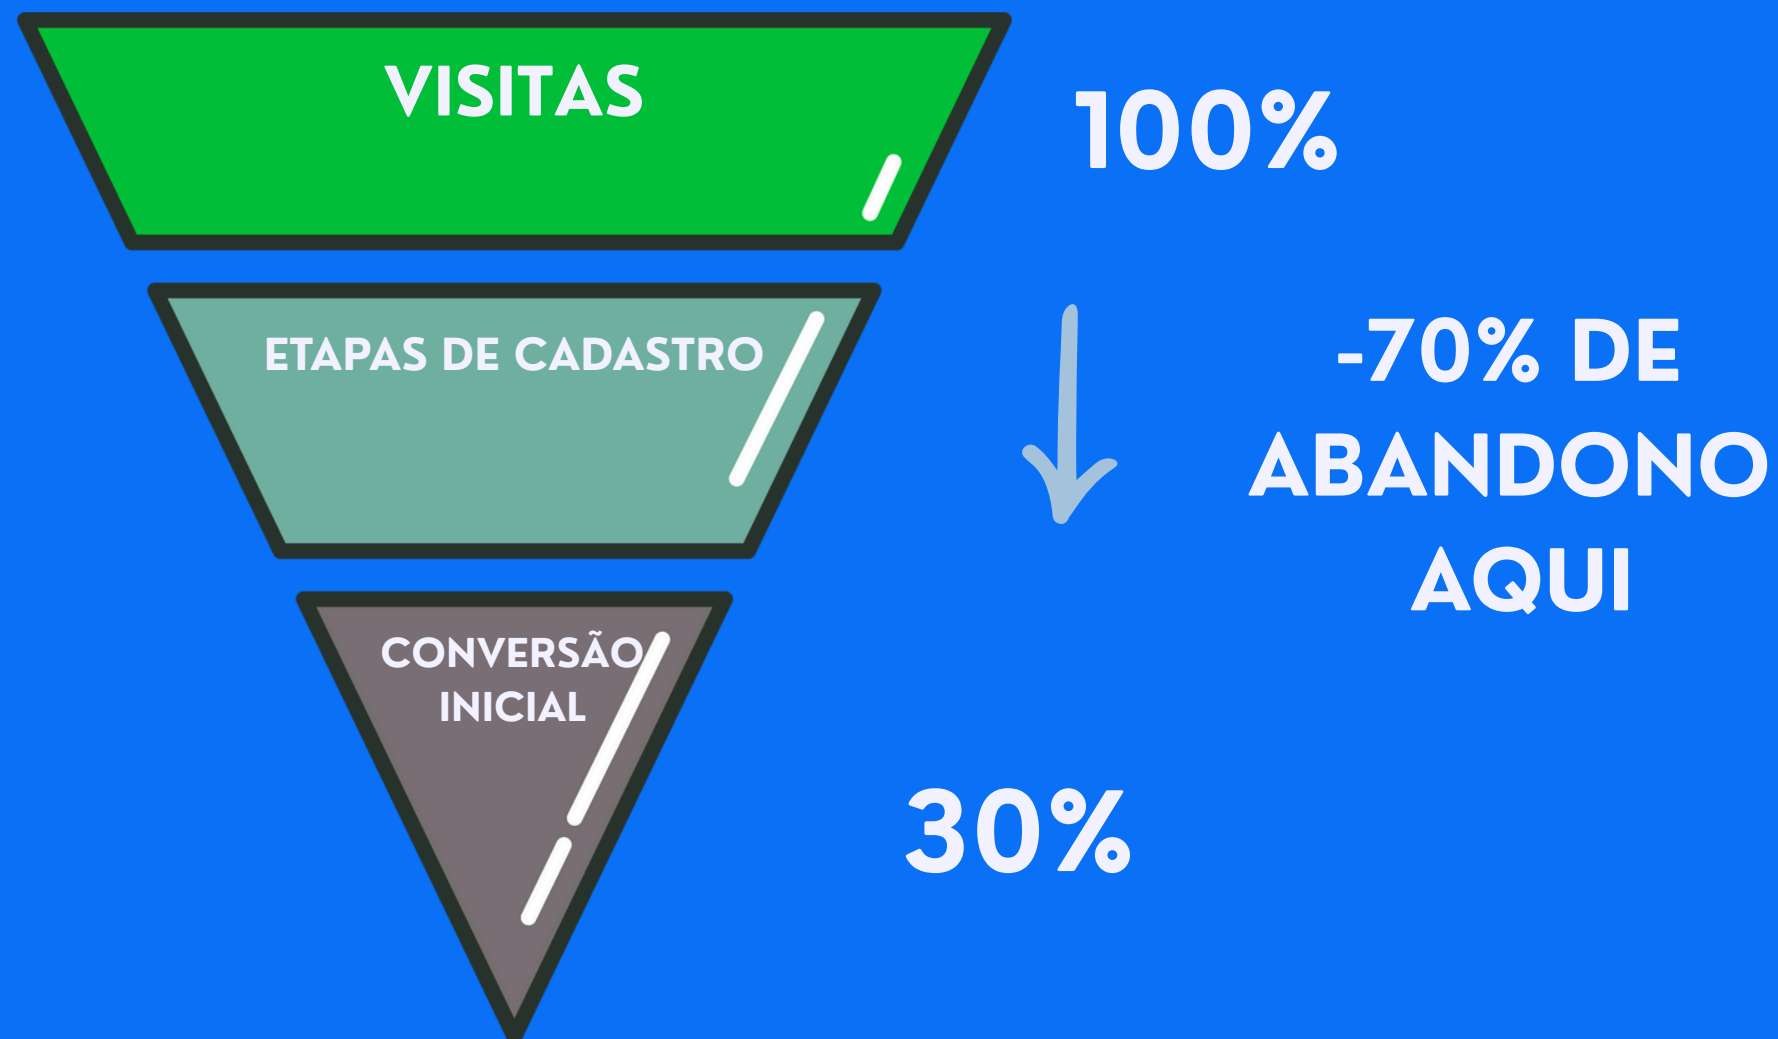 VISITAS
100%
ETAPAS DE CADASTRO
-70% DE
ABANDONO
AQUI
CONVERSÃO
INICIAL
30%